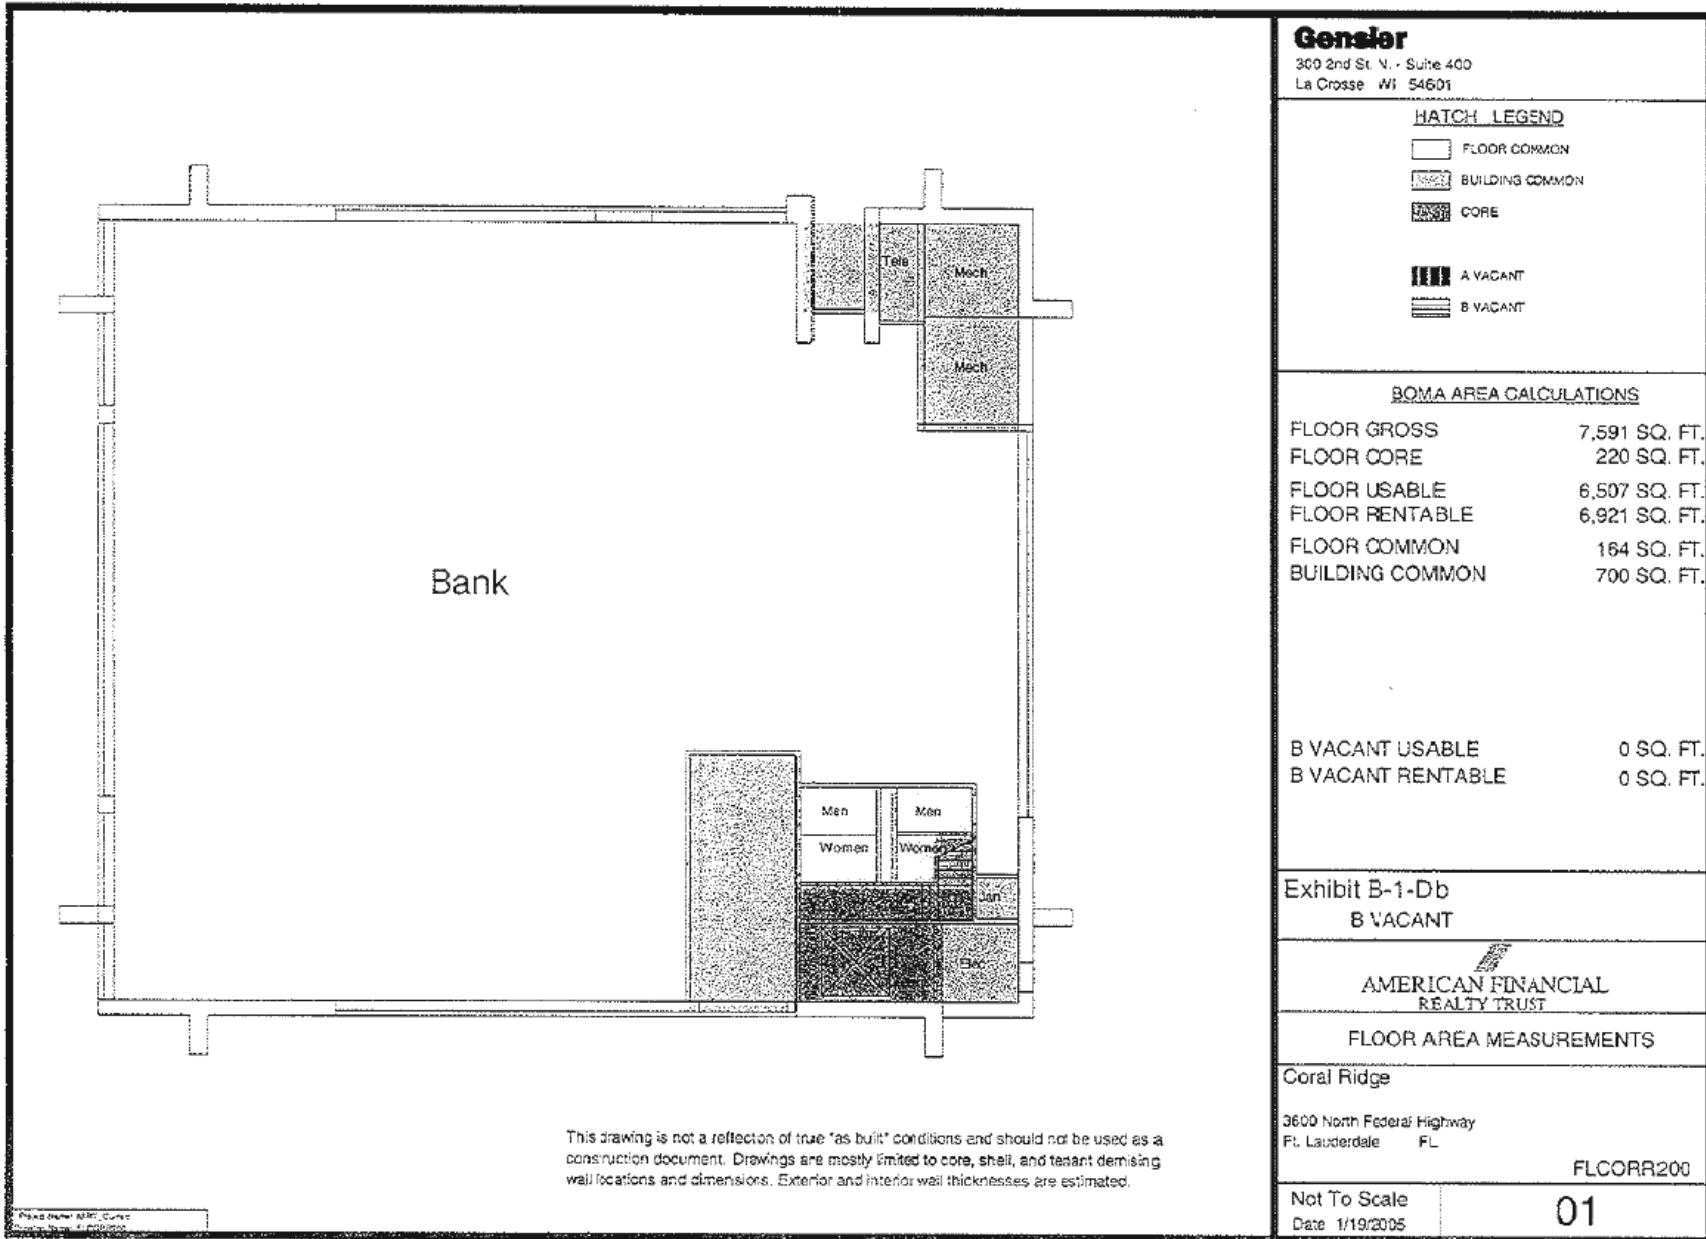 Tele
Mech
Mech
Bank
Men
Men
Women
Women
Jan
Elec
This drawing is not a reflection of true "as built" conditions and should not be used as a
construction document. Drawings are mostly limited to core, shell, and tenant demising
wall locations and dimensions. Exterior and interior wall thicknesses are estimated.
Gensler
300 2nd St. N. - Suite 400
La Crosse WI 54601
HATCH LEGEND
FLOOR COMMON
BUILDING COMMON
CORE
A VACANT
B VACANT
BOMA AREA CALCULATIONS
FLOOR GROSS 7,591 SQ. FT.
FLOOR CORE 220 SQ. FT.
FLOOR USABLE 6,507 SQ. FT.
FLOOR RENTABLE 6,921 SQ. FT.
FLOOR COMMON 164 SQ. FT.
BUILDING COMMON 700 SQ. FT.
B VACANT USABLE 0 SQ. FT.
B VACANT RENTABLE 0 SQ. FT.
Exhibit B-1-Db
B VACANT
AMERICAN FINANCIAL
REALTY TRUST
FLOOR AREA MEASUREMENTS
Coral Ridge
3600 North Federal Highway
Ft. Lauderdale FL
FLCORR200
Not To Scale
Date 1/19/2005
01